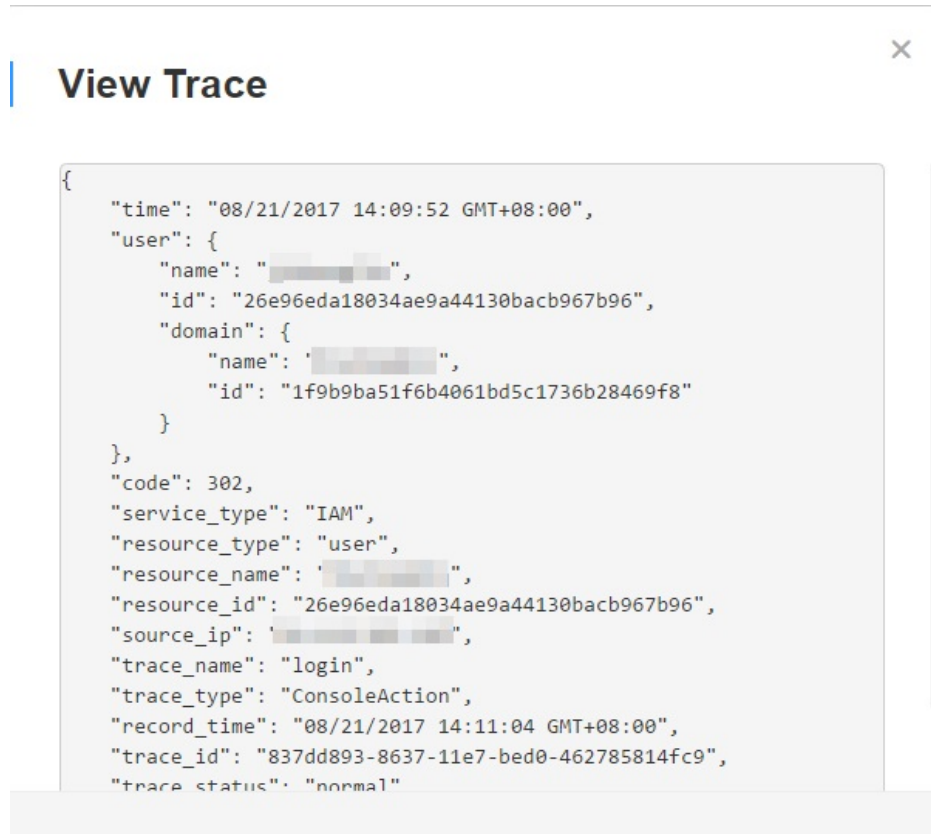 View Trace
{
"time": "08/21/2017 14:09:52 GMT+08:00",
"user": {
"name": "",
"id": "26e96eda18034ae9a44130bacb967b96",
"domain": {
"name": "",
"id": "1f9b9ba51f6b4061bd5c1736b28469f8"
}
},
"code": 302,
"service_type": "IAM",
"resource_type": "user",
"resource_name": "",
"resource_id": "26e96eda18034ae9a44130bacb967b96",
"source_ip": "",
"trace_name": "login",
"trace_type": "ConsoleAction",
"record_time": "08/21/2017 14:11:04 GMT+08:00",
"trace_id": "837dd893-8637-11e7-bed0-462785814fc9",
"trace_status": "normal"